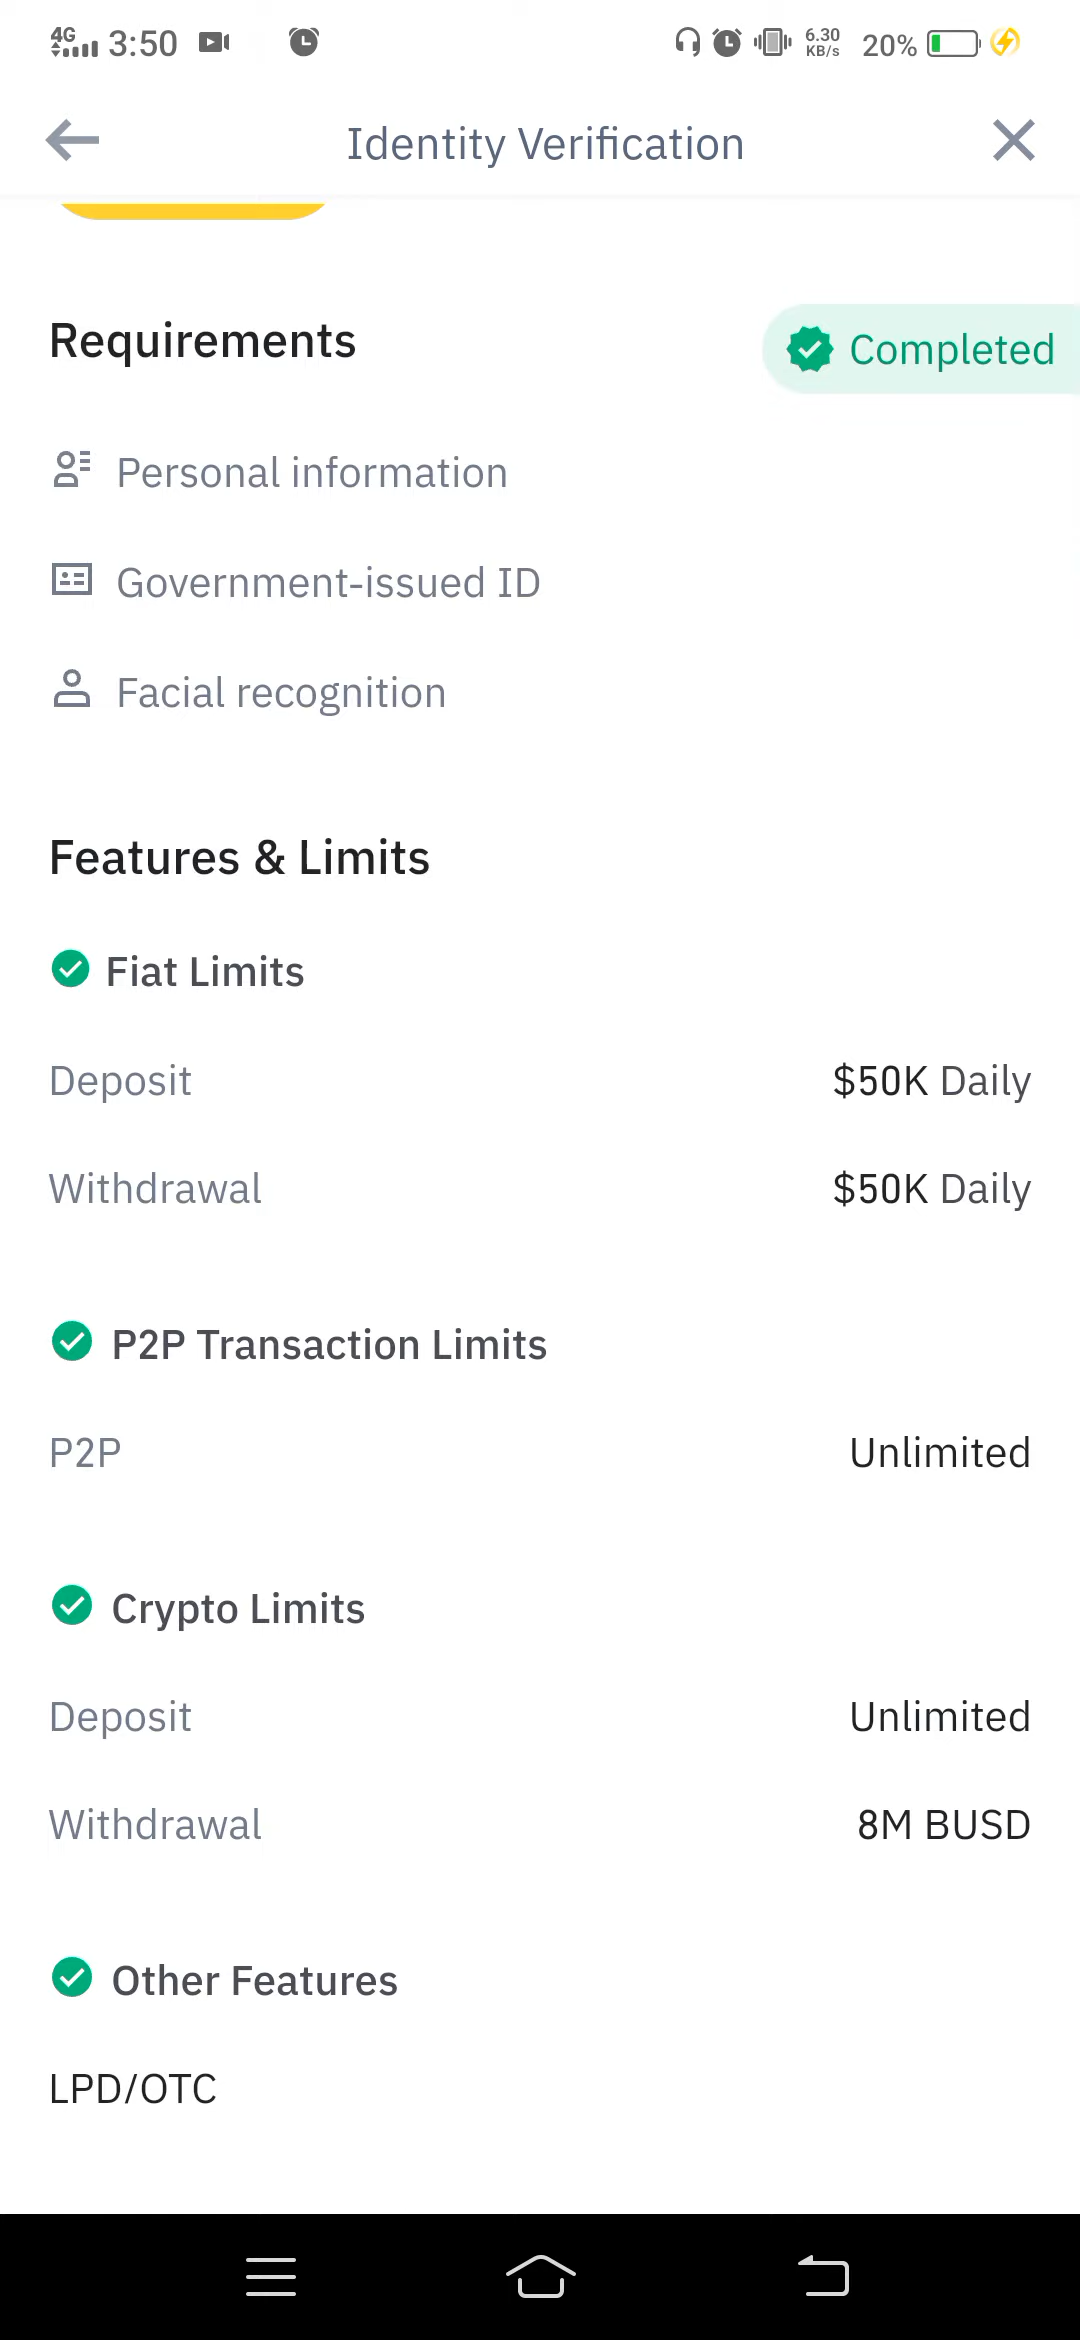 4G 3:50 6.30 KB/s 20%
Identity Verification
Requirements
Completed
Personal information
Government-issued ID
Facial recognition
Features & Limits
Fiat Limits
Deposit $50K Daily
Withdrawal $50K Daily
P2P Transaction Limits
P2P Unlimited
Crypto Limits
Deposit Unlimited
Withdrawal 8M BUSD
Other Features
LPD/OTC